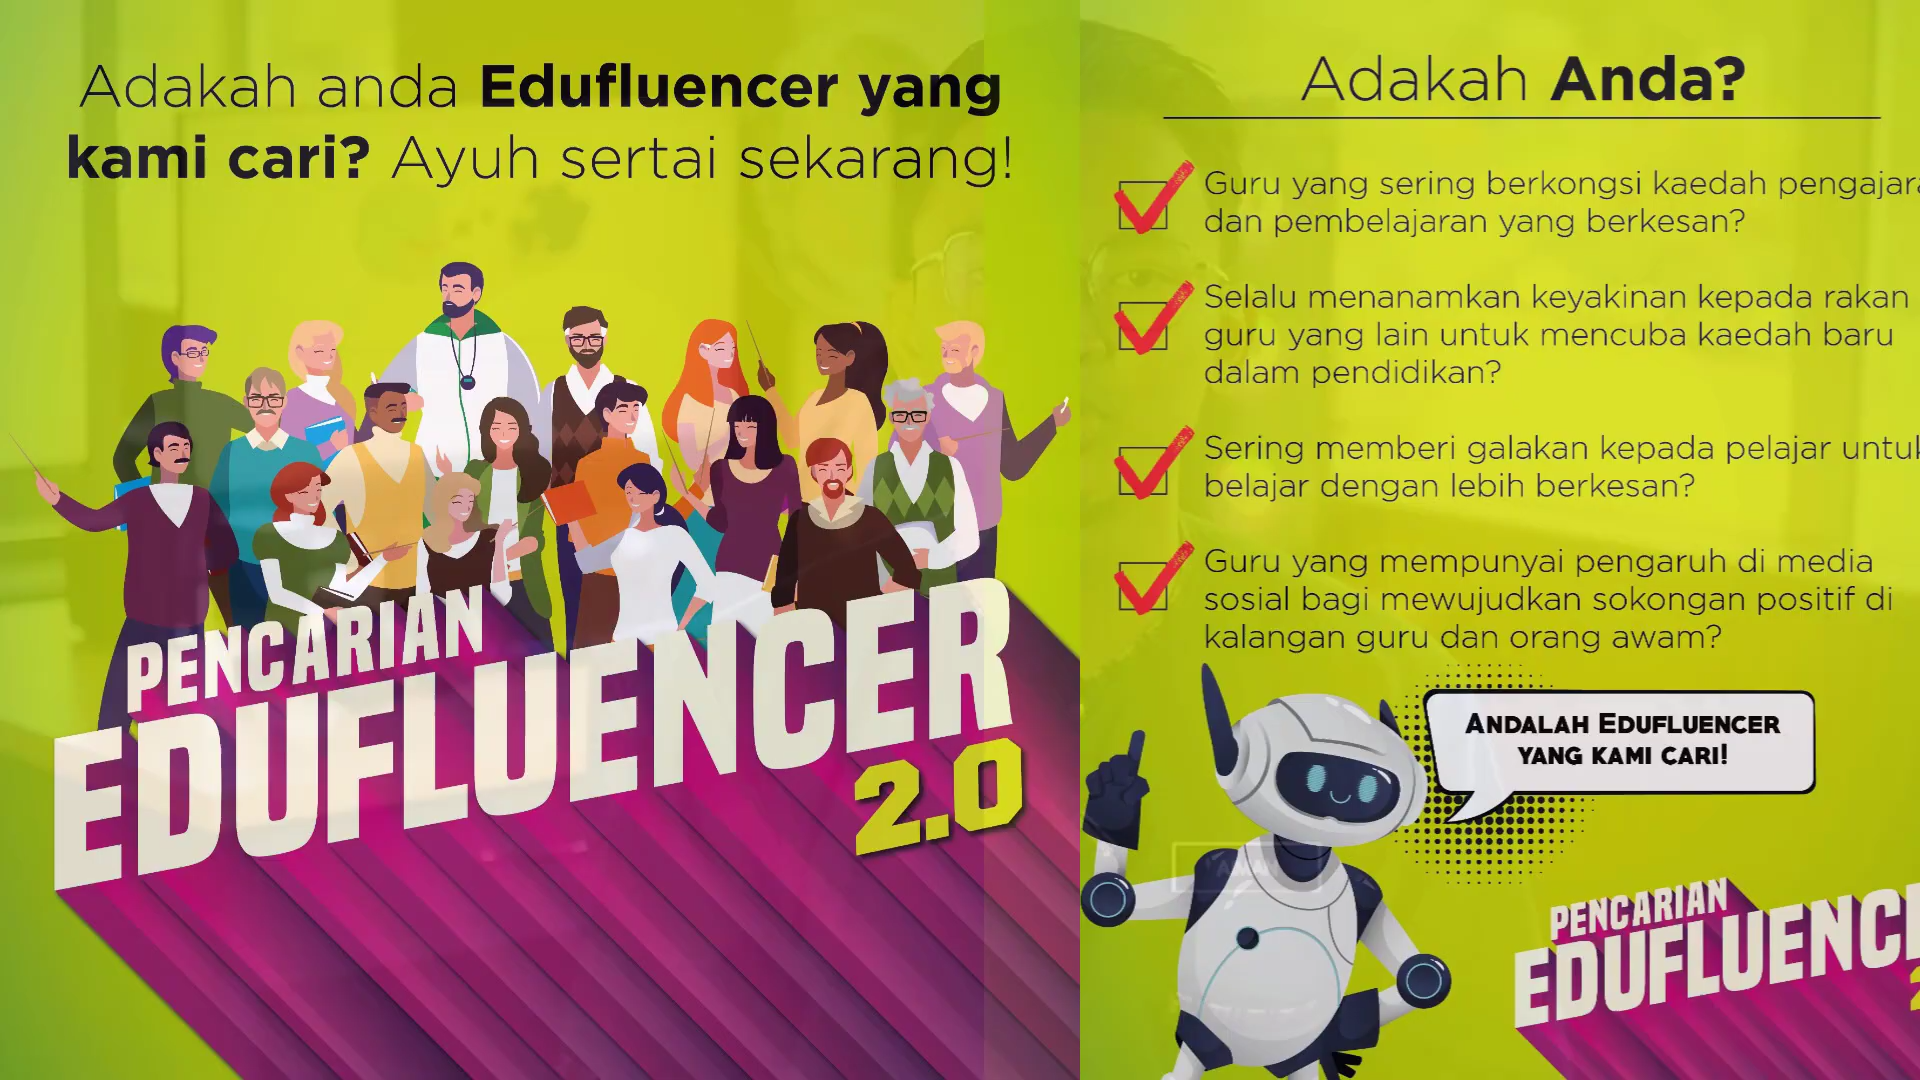 Adakah anda Edufluencer yang
kami cari? Ayuh sertai sekarang!
PENCARIAN
EDUFLUENCER
2.0
Adakah Anda?
Guru yang sering berkongsi kaedah
dan pembelajaran yang berkesan?
Selalu menanamkan keyakinan kepada rakan
guru yang lain untuk mencuba kaedah baru
dalam pendidikan?
Sering memberi galakan kepada pelajar
belajar dengan lebih berkesan?
Guru yang mempunyai pengaruh di media
sosial bagi mewujudkan sokongan positif di
kalangan guru dan orang awam?
ANDALAH EDUFLUENCER
YANG KAMI CARI!
PENCARIAN